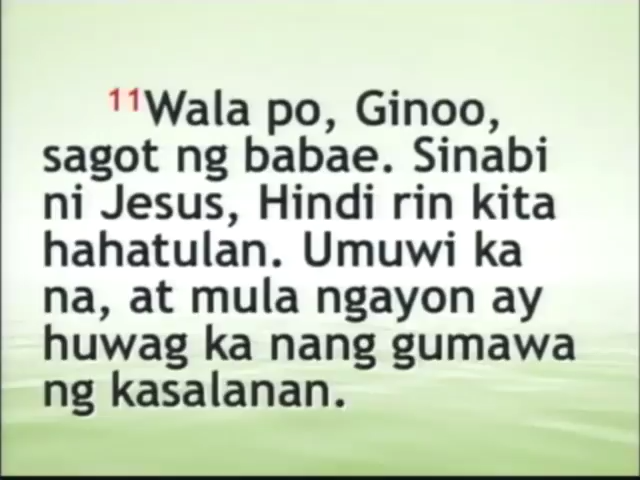 11Wala po, Ginoo,
sagot ng babae. Sinabi
ni Jesus, Hindi rin kita
hahatulan. Umuwi ka
na, at mula ngayon ay
huwag ka nang gumawa
ng kasalanan.